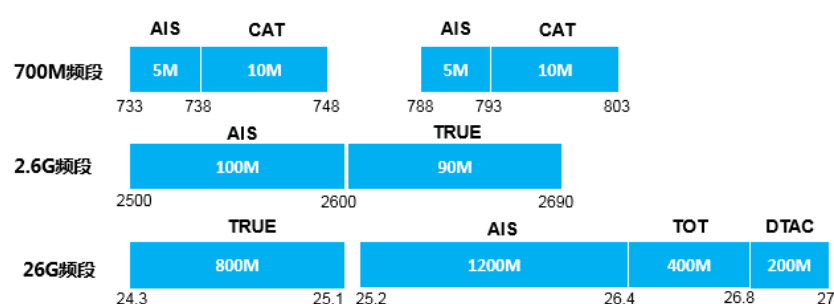 AIS CAT AIS CAT
700M频段 5M 10M 5M 10M
733 738 748 788 793 803
AIS TRUE
2.6G频段 100M 90M
2500 2600 2690
TRUE AIS TOT DTAC
26G频段 800M 1200M 400M 200M
24.3 25.1 25.2 26.4 26.8 27